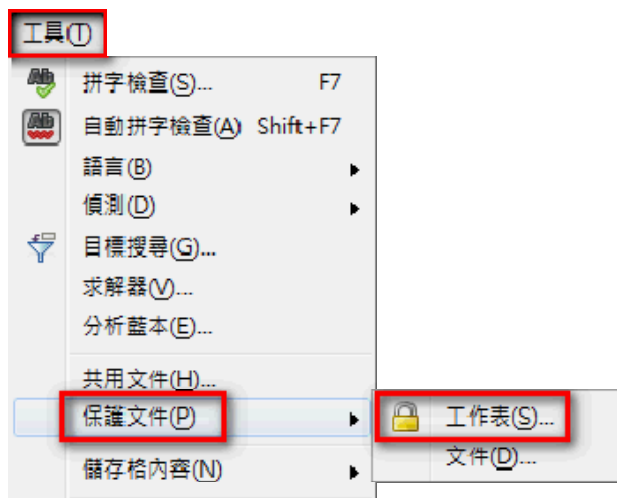 工具(T)
拼字檢查(S)... F7
自動拼字檢查(A) Shift+F7
語言(B)
偵測(D)
目標搜尋(G)...
求解器(V)...
分析藍本(E)...
共用文件(H)...
保護文件(P)
工作表(S)...
文件(D)...
儲存格內容(N)